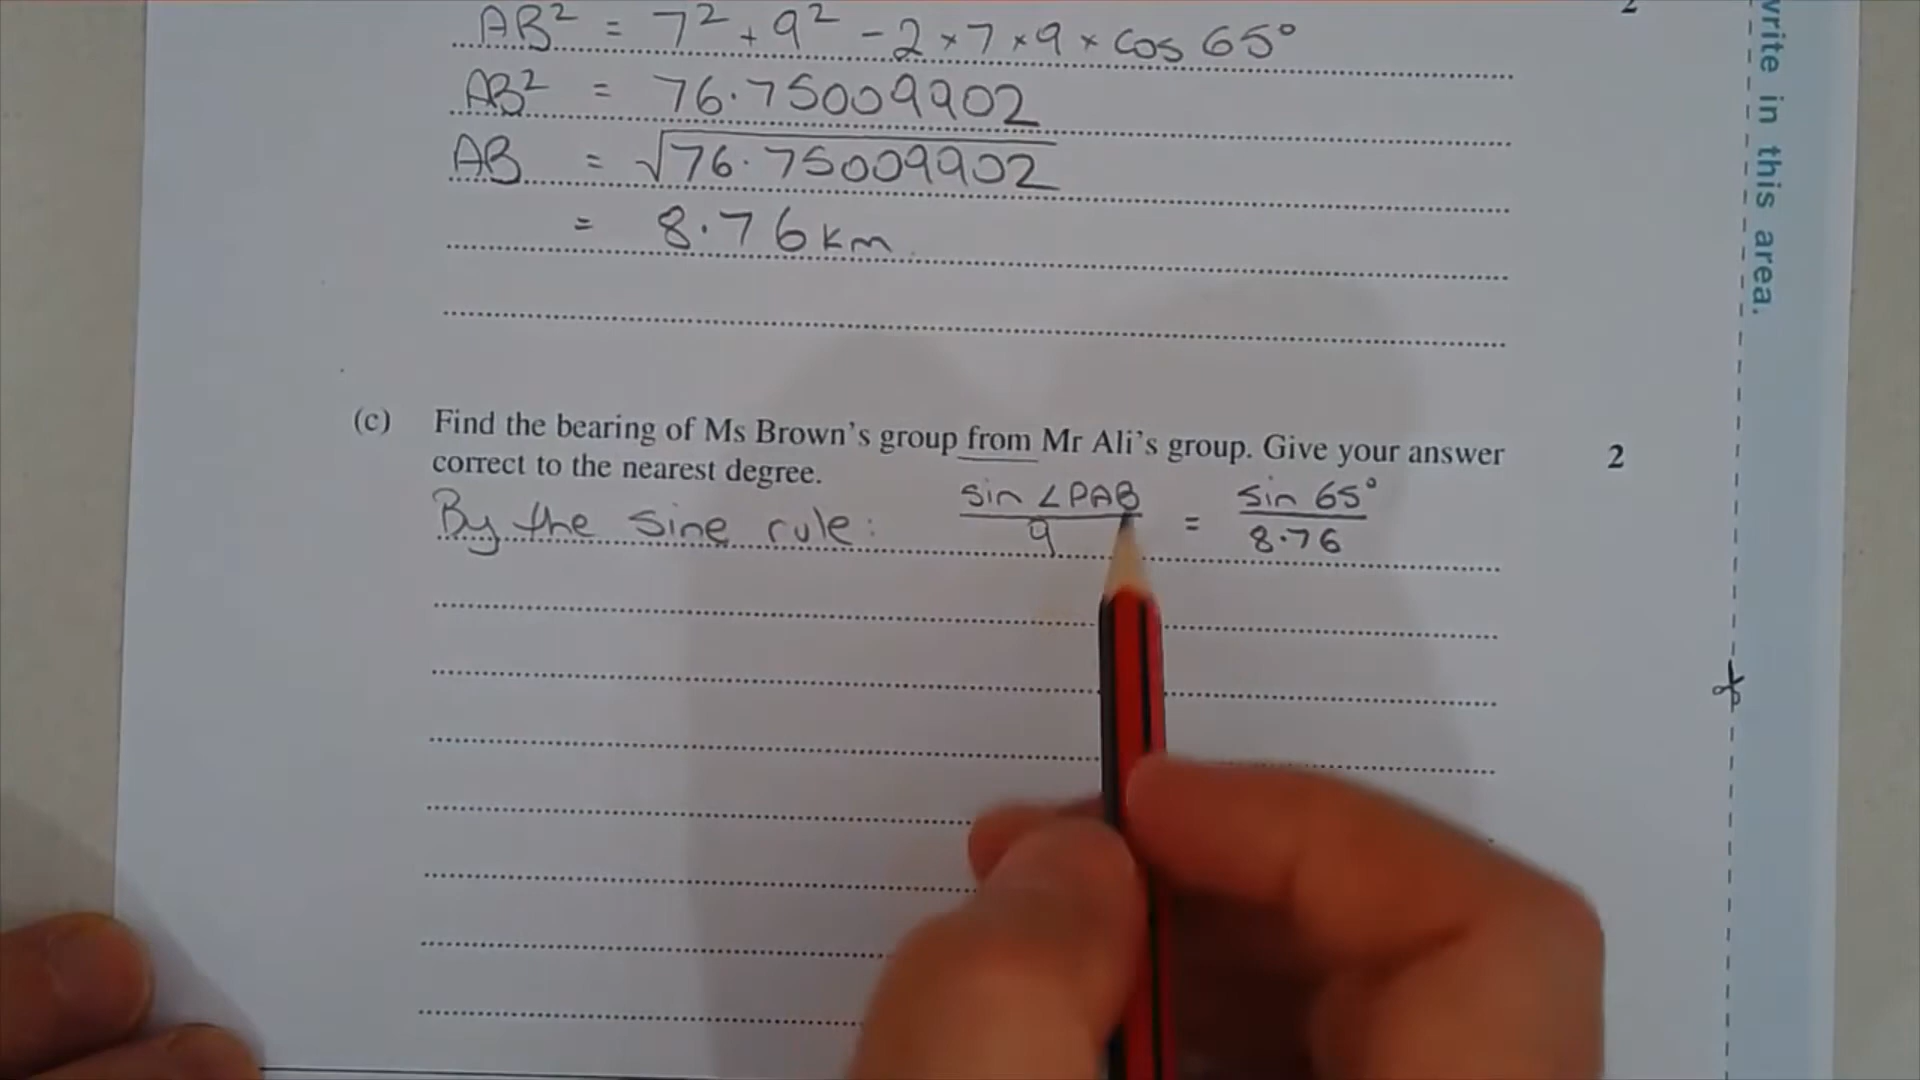 2
AB² = 7² + 9² - 2 × 7 × 9 × cos 65°
AB² = 76.75009902
AB = √76.75009902
= 8.76 km
write in this area.
(c) Find the bearing of Ms Brown's group from Mr Ali's group. Give your answer 2
correct to the nearest degree.
By the sine rule: sin ∠PAB / 9 = sin 65° / 8.76